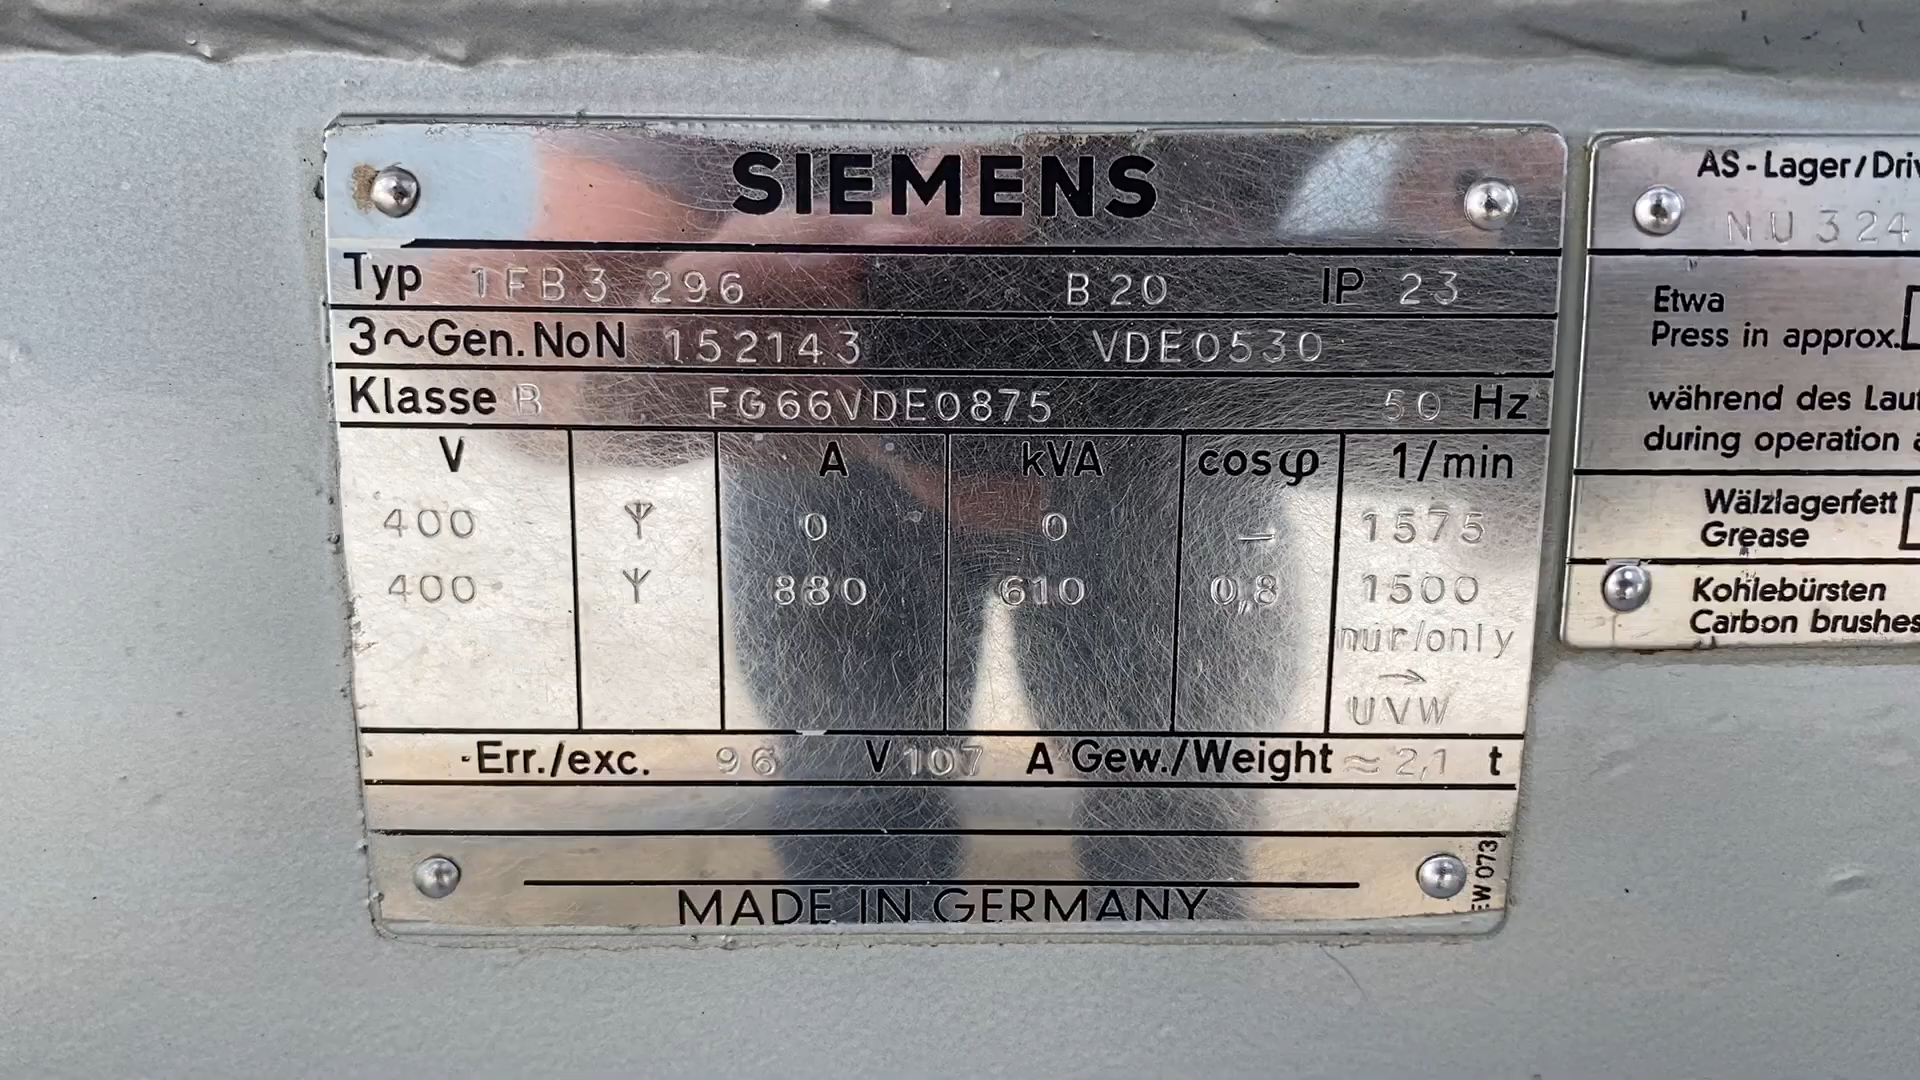 SIEMENS
Typ 1FB3 296 B20 IP 23
3~Gen. NoN 152143 VDE0530
Klasse B FG66VDE0875 50 Hz
V A kVA cosφ 1/min
400 0 0 — 1575
400 880 610 0,8 1500
nur/only
→
UVW
Err./exc. 96 V 107 A Gew./Weight ≈ 2,1 t
MADE IN GERMANY
EW 073
AS-Lager/Driv
NU 324
Etwa
Press in approx.
während des Lauf
during operation a
Wälzlagerfett
Grease
Kohlebürsten
Carbon brushes